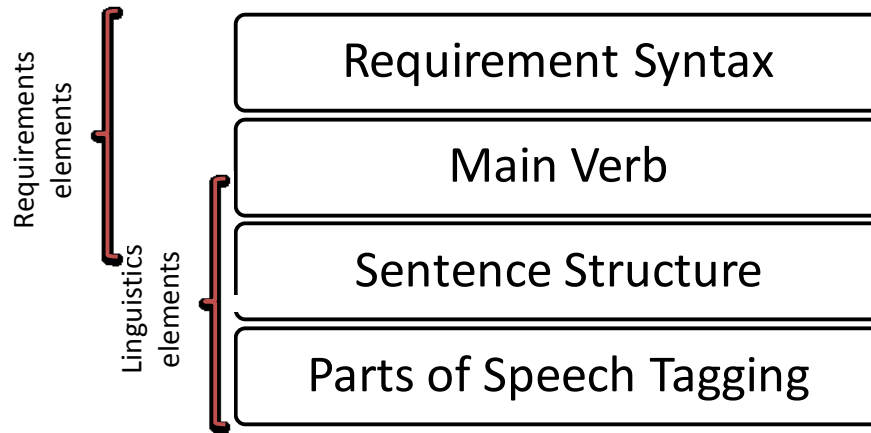 Requirements
elements
Linguistics
elements
Requirement Syntax
Main Verb
Sentence Structure
Parts of Speech Tagging